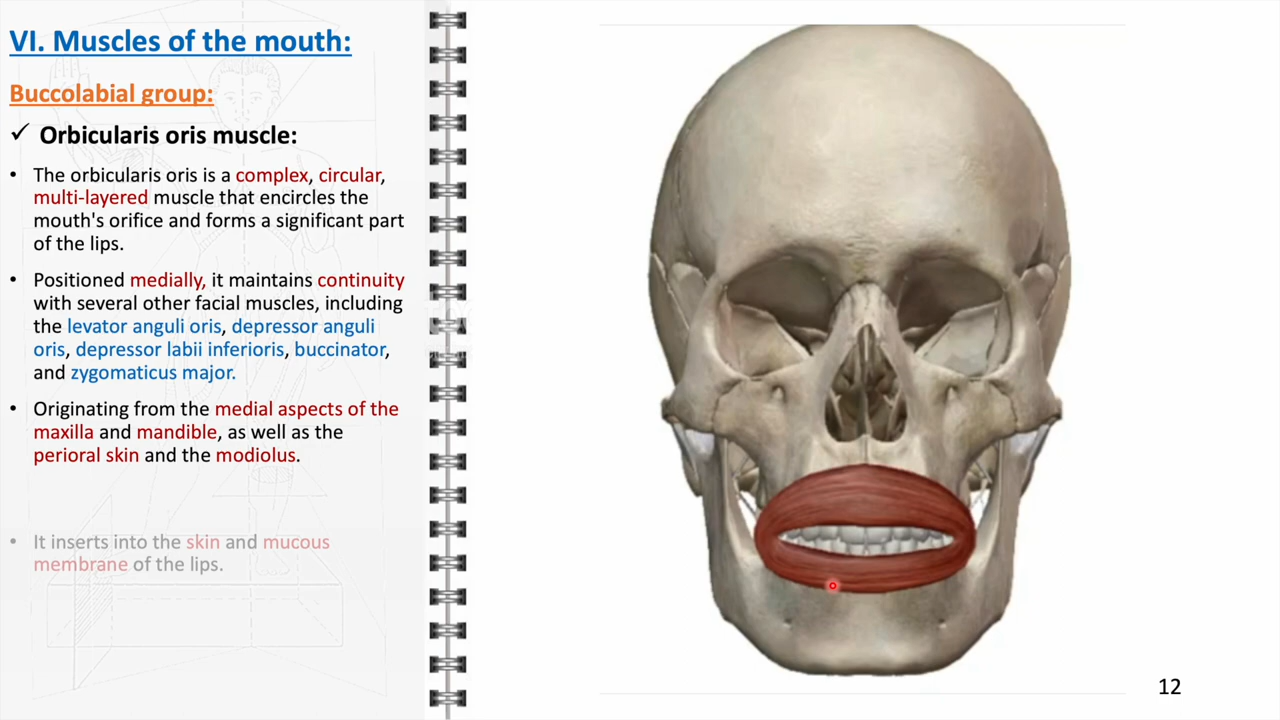 VI. Muscles of the mouth:
Buccolabial group:
✓ Orbicularis oris muscle:
• The orbicularis oris is a complex, circular,
multi-layered muscle that encircles the
mouth's orifice and forms a significant part
of the lips.
• Positioned medially, it maintains continuity
with several other facial muscles, including
the levator anguli oris, depressor anguli
oris, depressor labii inferioris, buccinator,
and zygomaticus major.
• Originating from the medial aspects of the
maxilla and mandible, as well as the
perioral skin and the modiolus.
• It inserts into the skin and mucous
membrane of the lips.
12